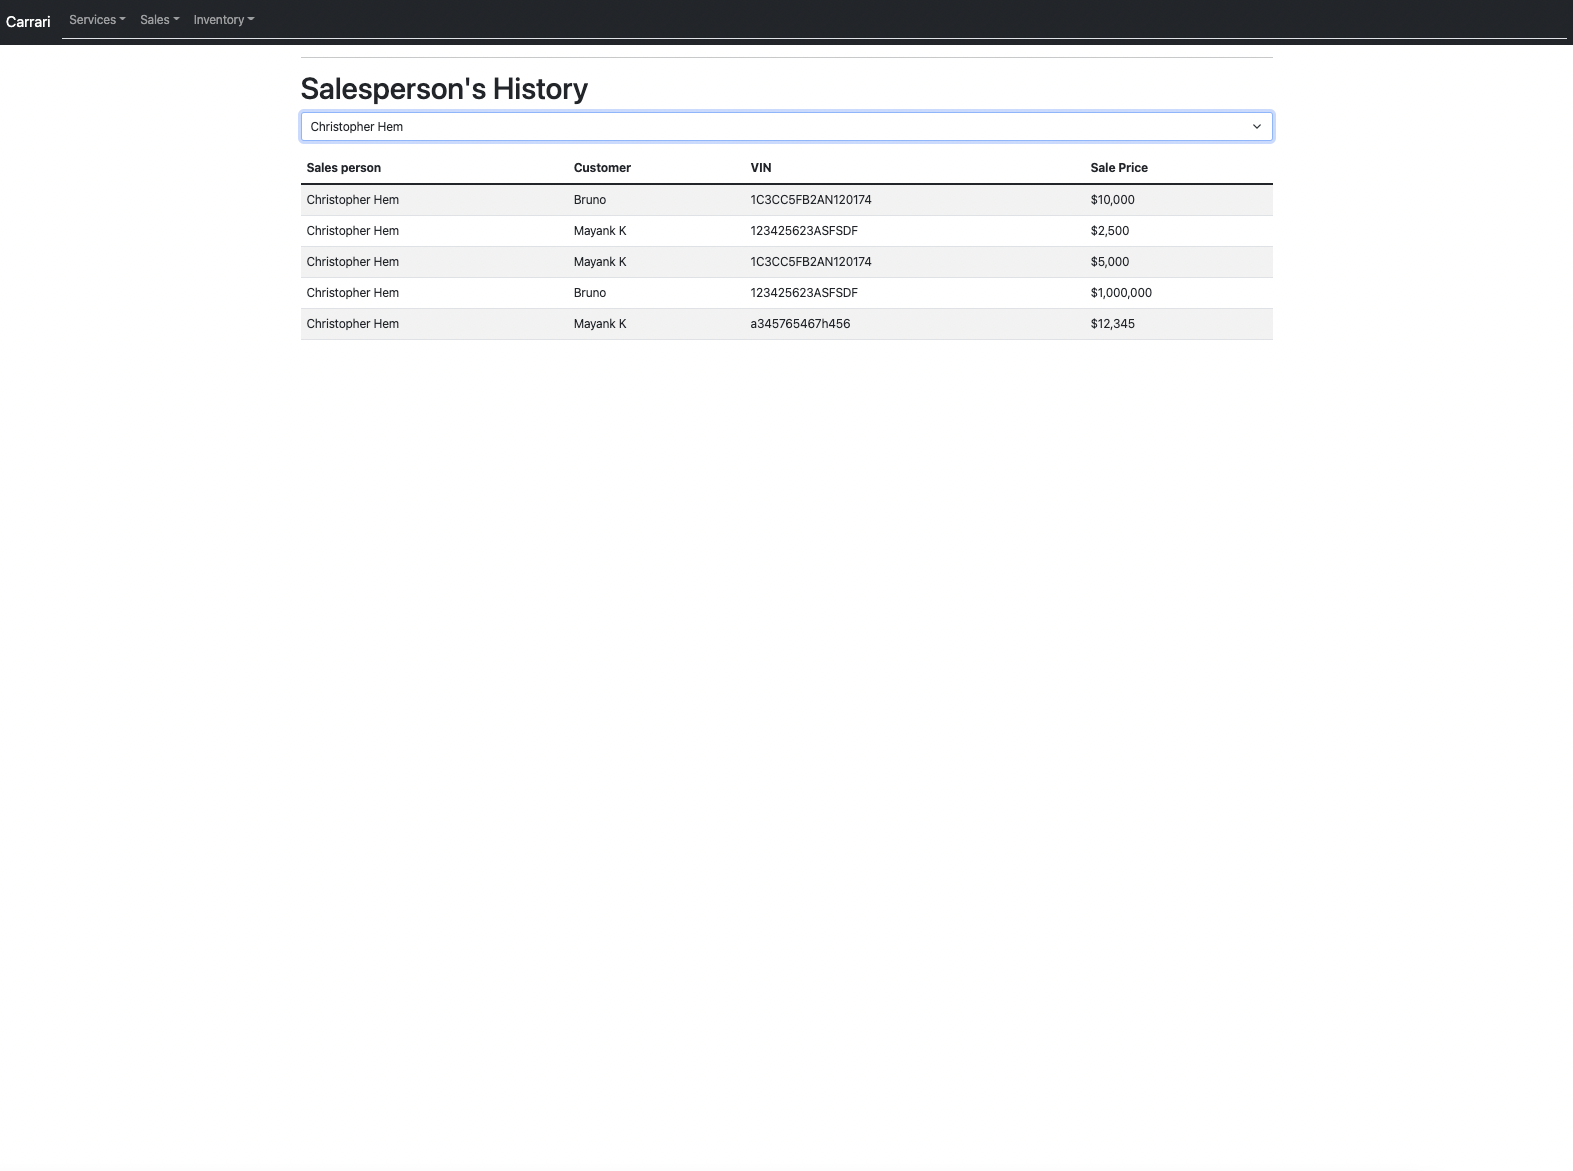 Carrari Services Sales Inventory
Salesperson's History
Christopher Hem
Sales person Customer VIN Sale Price
Christopher Hem Bruno 1C3CC5FB2AN120174 $10,000
Christopher Hem Mayank K 123425623ASFSDF $2,500
Christopher Hem Mayank K 1C3CC5FB2AN120174 $5,000
Christopher Hem Bruno 123425623ASFSDF $1,000,000
Christopher Hem Mayank K a345765467h456 $12,345